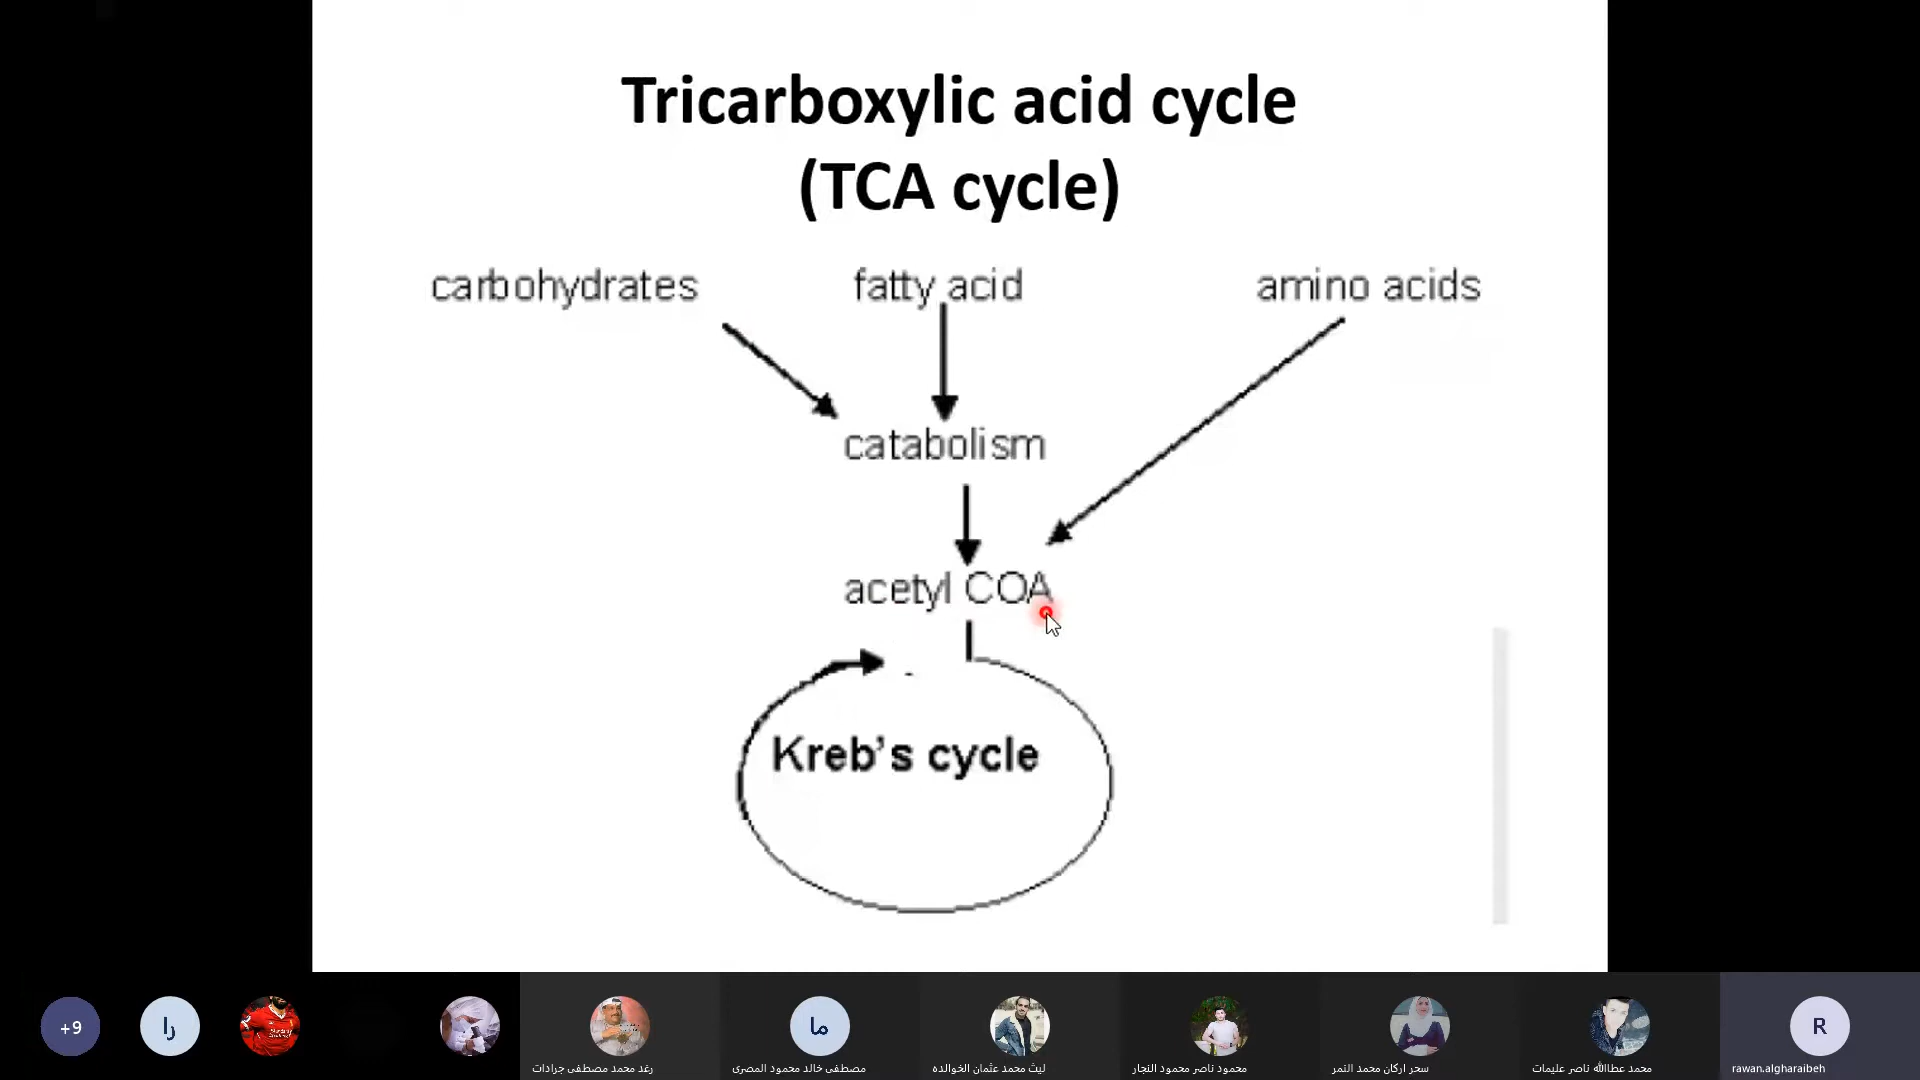 Tricarboxylic acid cycle
(TCA cycle)
carbohydrates
fatty acid
amino acids
catabolism
acetyl COA
Kreb's cycle
+9
را
ما
R
رغد محمد مصطفى جرادات
مصطفى خالد محمود المصرى
ليث محمد عثمان الخوالده
محمود ناصر محمود النجار
سحر اركان محمد النمر
محمد عطاالله ناصر عليمات
rawan.algharaibeh